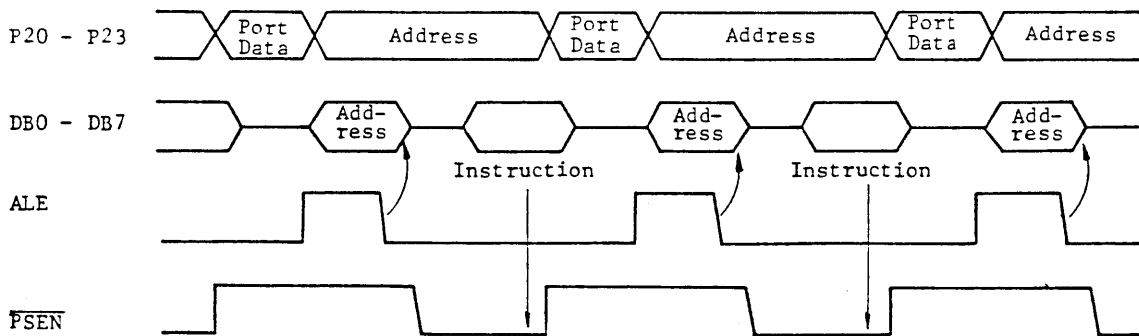 P20 - P23
Port
Data
Address
Port
Data
Address
Port
Data
Address
DB0 - DB7
Add-
ress
Add-
ress
Add-
ress
Instruction
Instruction
ALE
PSEN